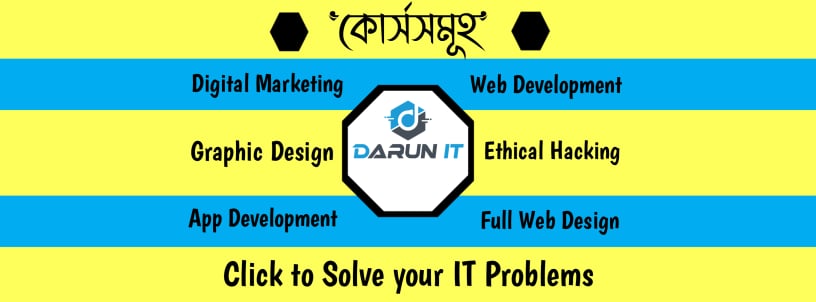 'কোর্সসমূহ'
Digital Marketing
Web Development
Graphic Design
DARUN IT
Ethical Hacking
App Development
Full Web Design
Click to Solve your IT Problems